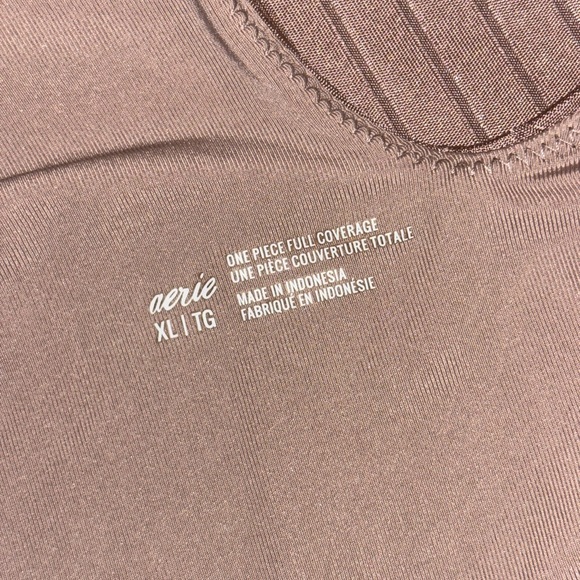 aerie
XL | TG
ONE PIECE FULL COVERAGE
UNE PIÈCE COUVERTURE TOTALE
MADE IN INDONESIA
FABRIQUÉ EN INDONÉSIE